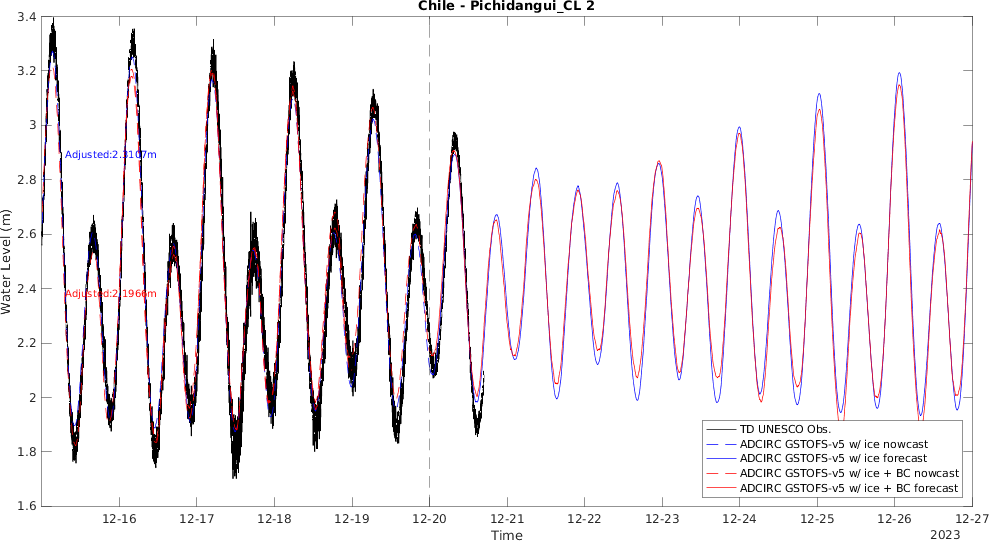 Chile - Pichidangui_CL 2
3.4
3.2
3
2.8
2.6
2.4
2.2
2
1.8
1.6
Water Level (m)
Adjusted:2.3107m
Adjusted:2.1966m
TD UNESCO Obs.
ADCIRC GSTOFS-v5 w/ ice nowcast
ADCIRC GSTOFS-v5 w/ ice forecast
ADCIRC GSTOFS-v5 w/ ice + BC nowcast
ADCIRC GSTOFS-v5 w/ ice + BC forecast
12-16 12-17 12-18 12-19 12-20 12-21 12-22 12-23 12-24 12-25 12-26 12-27
Time
2023